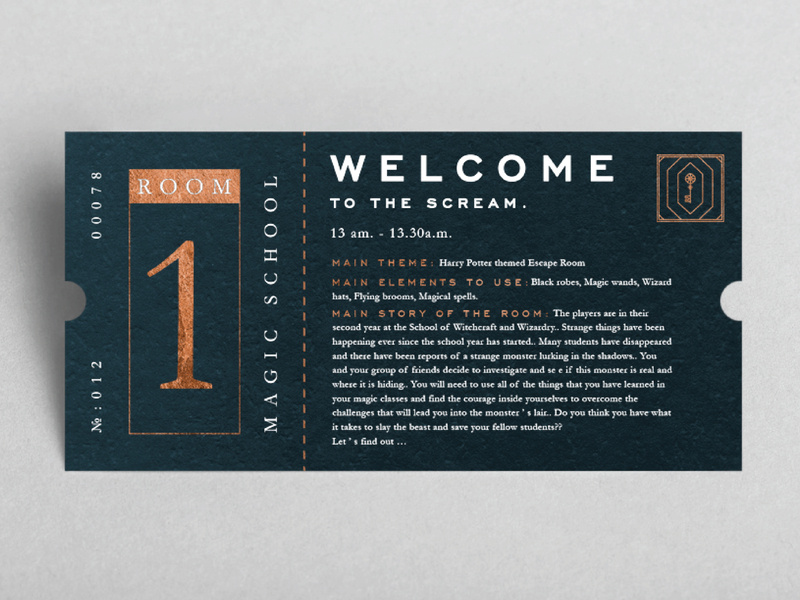 00078
№:012
ROOM
1
MAGIC SCHOOL
WELCOME
TO THE SCREAM.
13 am. - 13.30a.m.
MAIN THEME: Harry Potter themed Escape Room
MAIN ELEMENTS TO USE: Black robes, Magic wands, Wizard
hats, Flying brooms, Magical spells.
MAIN STORY OF THE ROOM: The players are in their
second year at the School of Witchcraft and Wizardry.. Strange things have been
happening ever since the school year has started.. Many students have disappeared
and there have been reports of a strange monster lurking in the shadows.. You
and your group of friends decide to investigate and se e if this monster is real and
where it is hiding.. You will need to use all of the things that you have learned in
your magic classes and find the courage inside yourselves to overcome the
challenges that will lead you into the monster ' s lair.. Do you think you have what
it takes to slay the beast and save your fellow students??
Let ' s find out ...